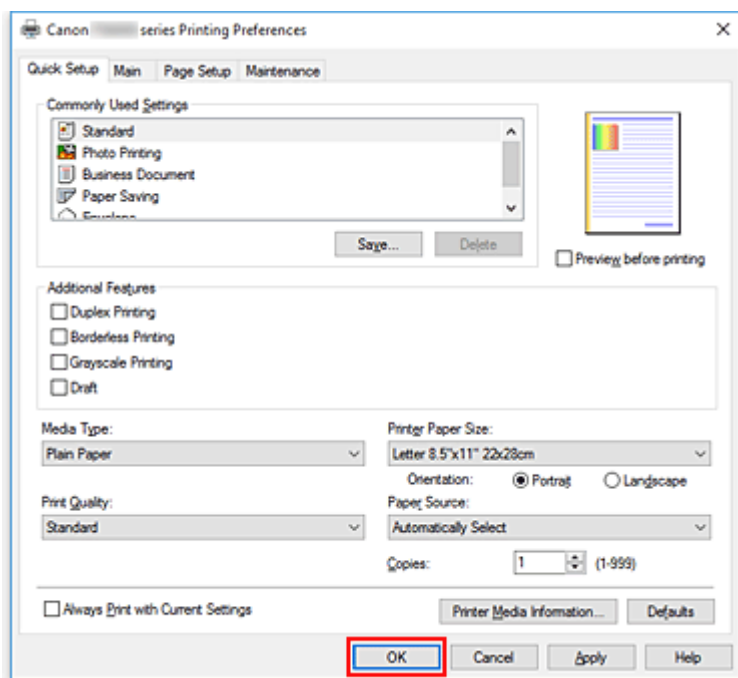 Canon series Printing Preferences
Quick Setup Main Page Setup Maintenance
Commonly Used Settings
Standard
Photo Printing
Business Document
Paper Saving
Envelope
Save... Delete
Preview before printing
Additional Features
Duplex Printing
Borderless Printing
Grayscale Printing
Draft
Media Type: Printer Paper Size:
Plain Paper Letter 8.5"x11" 22x28cm
Orientation: Portrait Landscape
Print Quality: Paper Source:
Standard Automatically Select
Copies: 1 (1-999)
Always Print with Current Settings Printer Media Information... Defaults
OK Cancel Apply Help